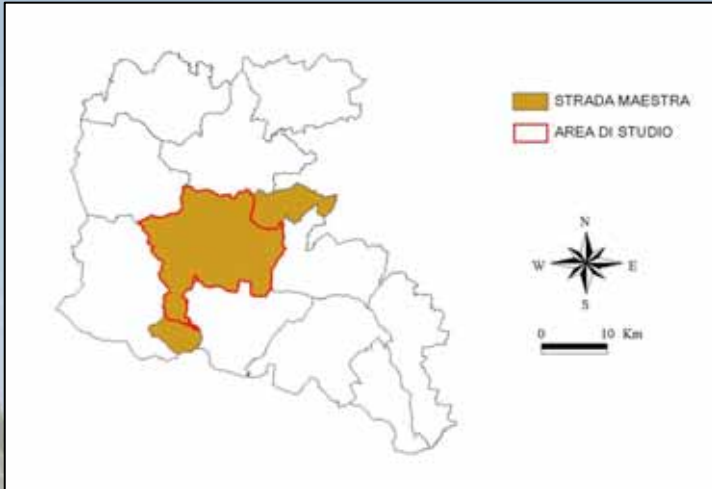 STRADA MAESTRA
AREA DI STUDIO
N
W E
S
0 10 Km